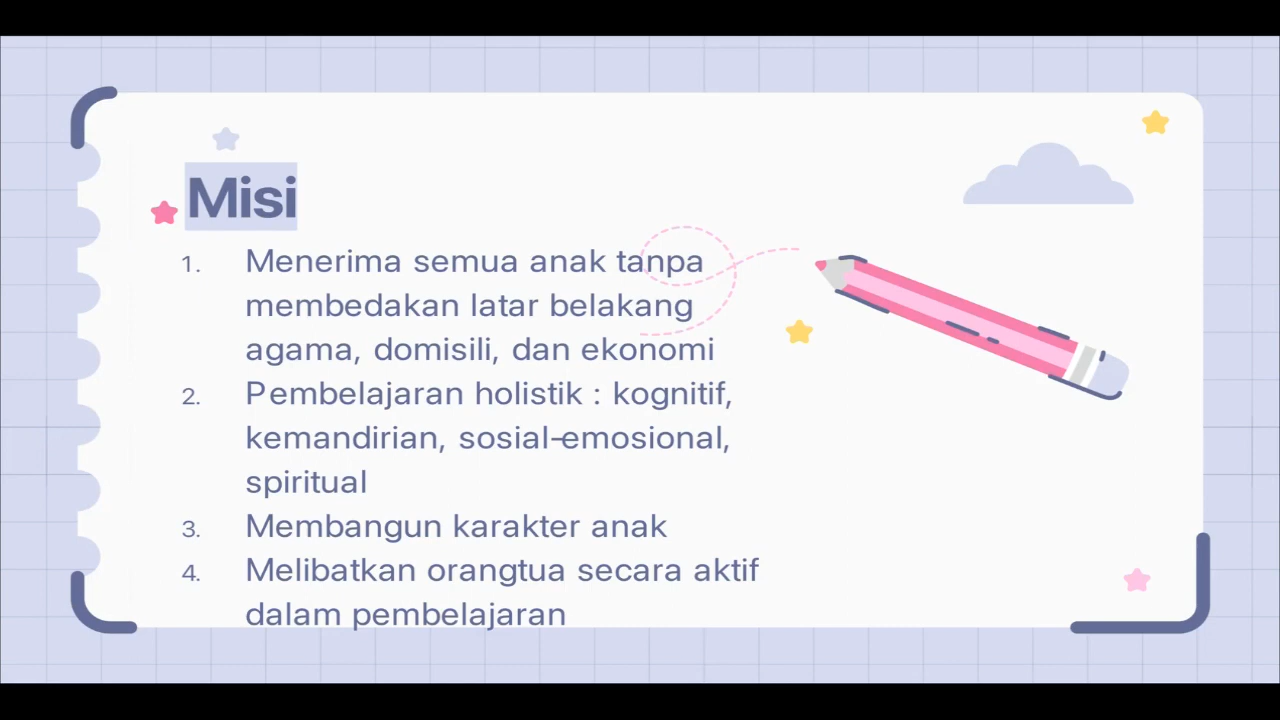 Misi
1. Menerima semua anak tanpa
membedakan latar belakang
agama, domisili, dan ekonomi
2. Pembelajaran holistik : kognitif,
kemandirian, sosial-emosional,
spiritual
3. Membangun karakter anak
4. Melibatkan orangtua secara aktif
dalam pembelajaran